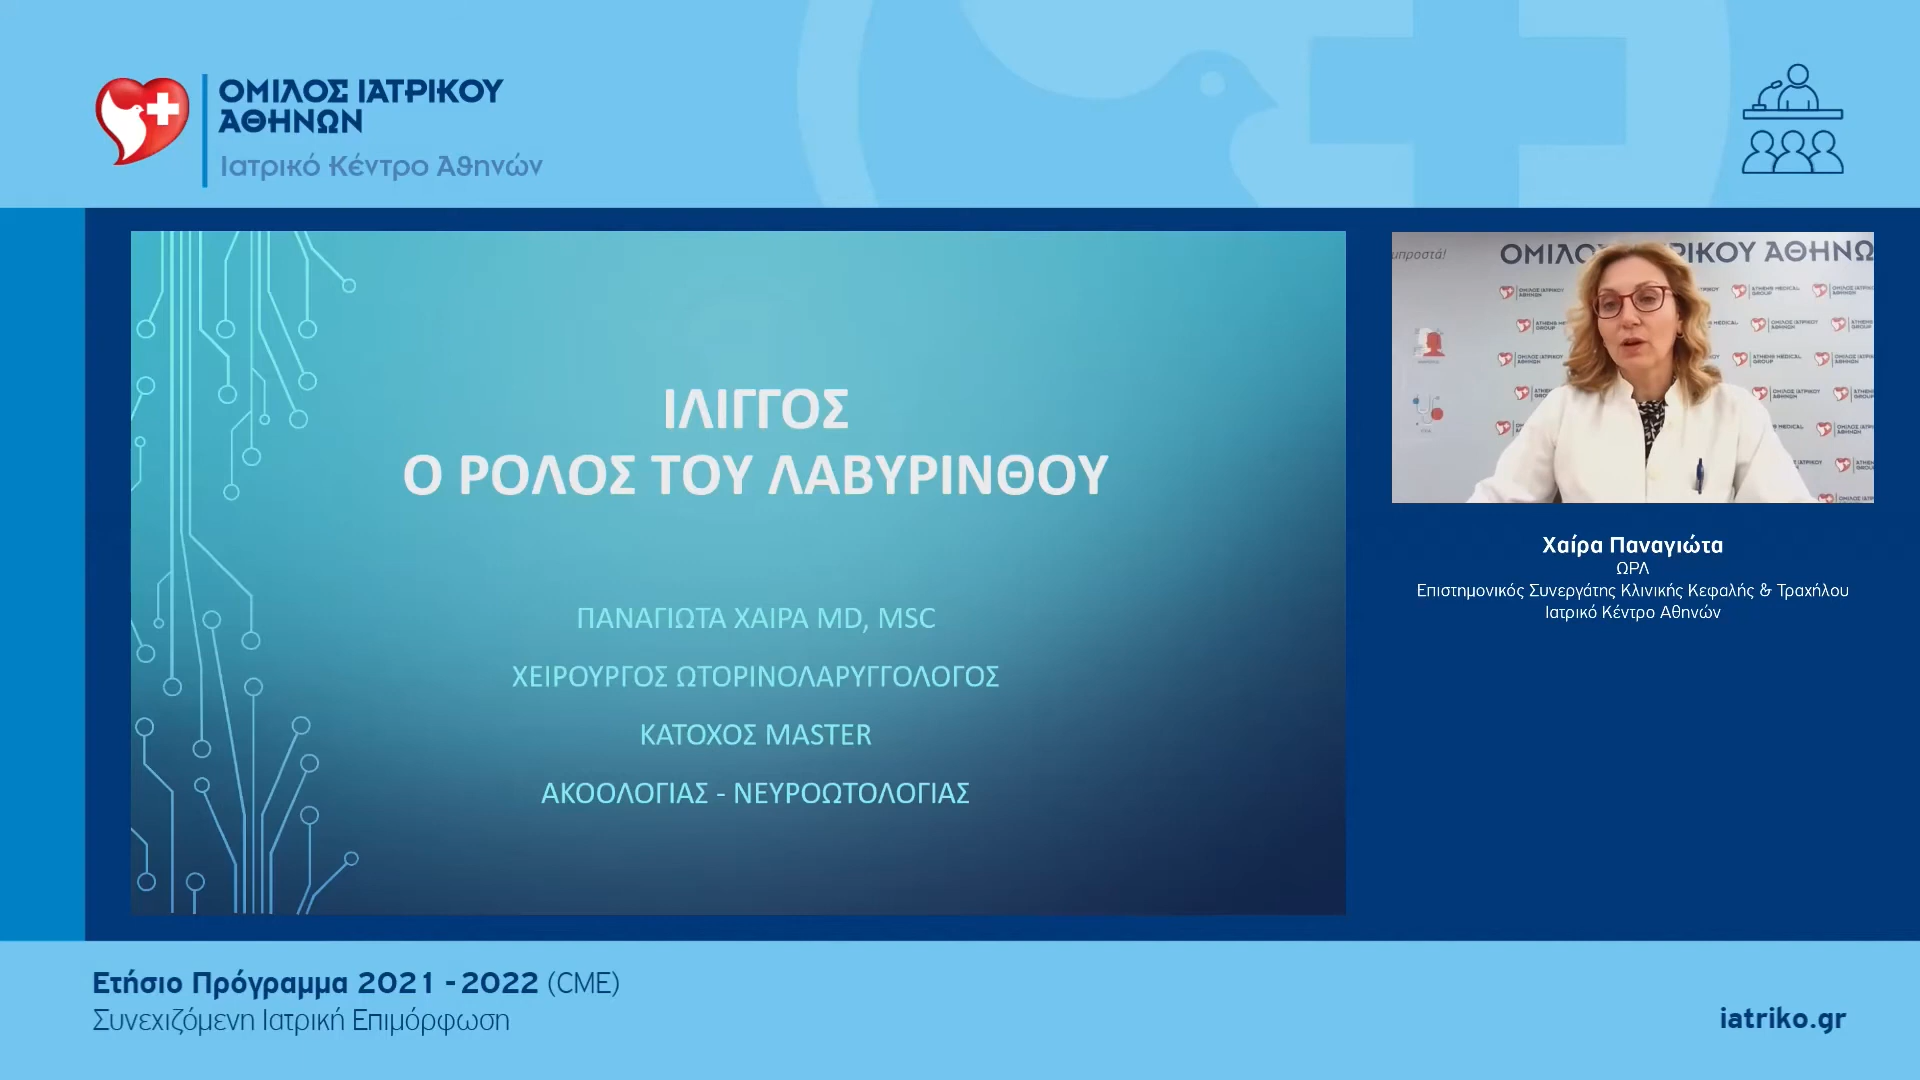 ΟΜΙΛΟΣ ΙΑΤΡΙΚΟΥ
ΑΘΗΝΩΝ
Ιατρικό Κέντρο Αθηνών
ΙΛΙΓΓΟΣ
Ο ΡΟΛΟΣ ΤΟΥ ΛΑΒΥΡΙΝΘΟΥ
ΠΑΝΑΓΙΩΤΑ ΧΑΙΡΑ MD, MSC
ΧΕΙΡΟΥΡΓΟΣ ΩΤΟΡΙΝΟΛΑΡΥΓΓΟΛΟΓΟΣ
ΚΑΤΟΧΟΣ MASTER
ΑΚΟΟΛΟΓΙΑΣ - ΝΕΥΡΟΩΤΟΛΟΓΙΑΣ
Χαίρα Παναγιώτα
ΩΡΛ
Επιστημονικός Συνεργάτης Κλινικής Κεφαλής & Τραχήλου
Ιατρικό Κέντρο Αθηνών
Ετήσιο Πρόγραμμα 2021 - 2022 (CME)
Συνεχιζόμενη Ιατρική Επιμόρφωση
iatriko.gr